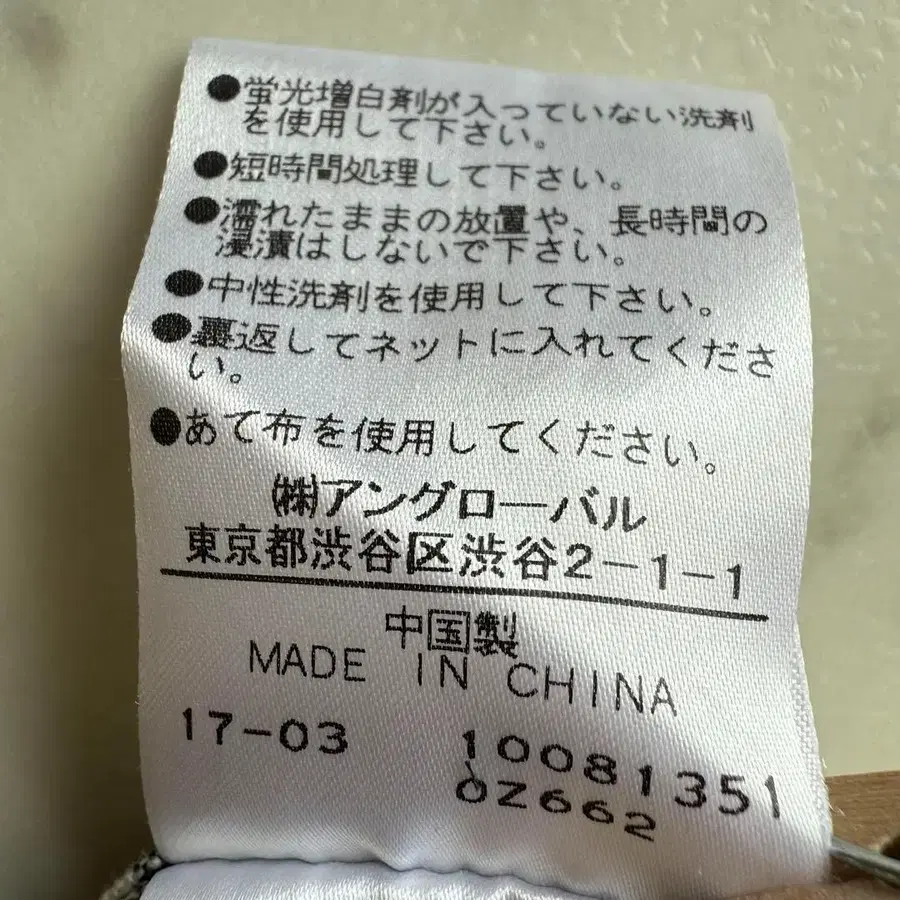 ●蛍光増白剤が入っていない洗剤
を使用して下さい。
●短時間処理して下さい。
●濡れたままの放置や、長時間の
浸漬はしないで下さい。
●中性洗剤を使用して下さい。
●裏返してネットに入れてくださ
い。
●あて布を使用してください。
㈱アングローバル
東京都渋谷区渋谷2-1-1
中国製
MADE IN CHINA
17-03 10081351
OZ662